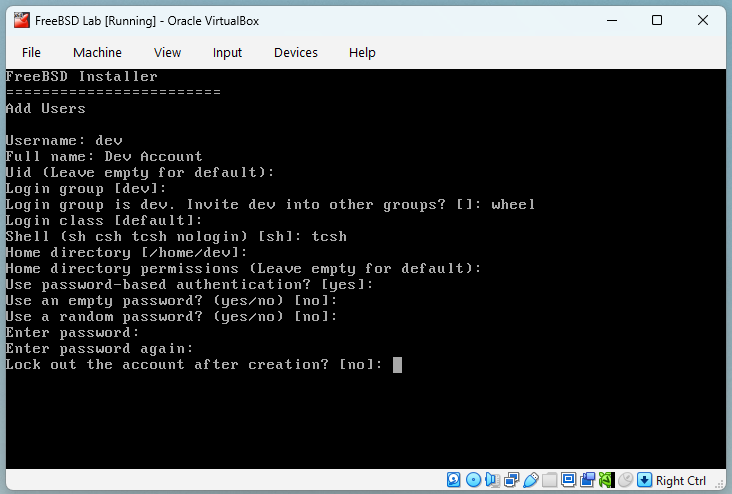 FreeBSD Lab [Running] - Oracle VirtualBox
File Machine View Input Devices Help
FreeBSD Installer
========================
Add Users
Username: dev
Full name: Dev Account
Uid (Leave empty for default):
Login group [dev]:
Login group is dev. Invite dev into other groups? []: wheel
Login class [default]:
Shell (sh csh tcsh nologin) [sh]: tcsh
Home directory [/home/dev]:
Home directory permissions (Leave empty for default):
Use password-based authentication? [yes]:
Use an empty password? (yes/no) [no]:
Use a random password? (yes/no) [no]:
Enter password:
Enter password again:
Lock out the account after creation? [no]:
Right Ctrl